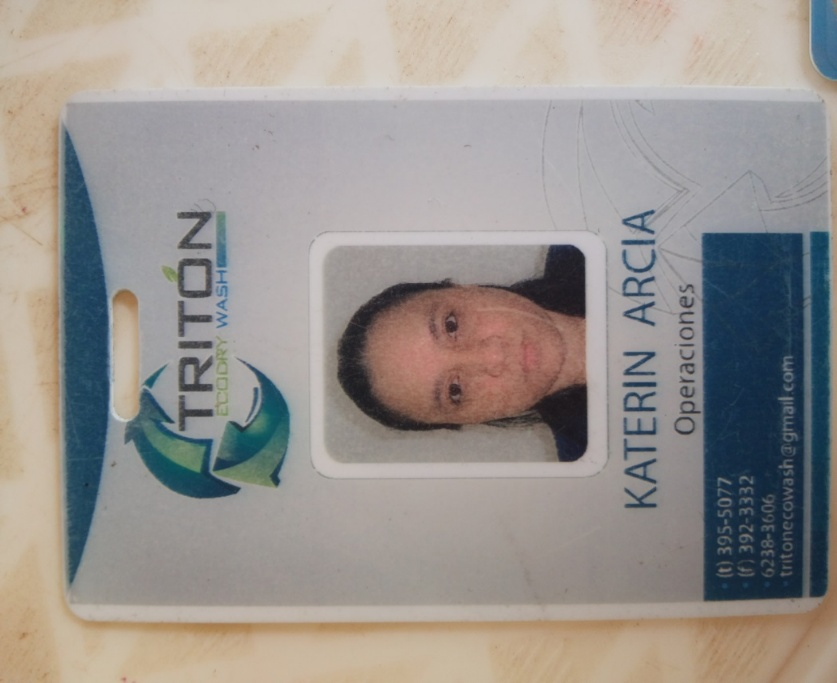 TRITÓN
ECODRY WASH
KATERIN ARCIA
Operaciones
(t) 395-5077
(f) 392-3332
6238-3606
tritonecowash@gmail.com